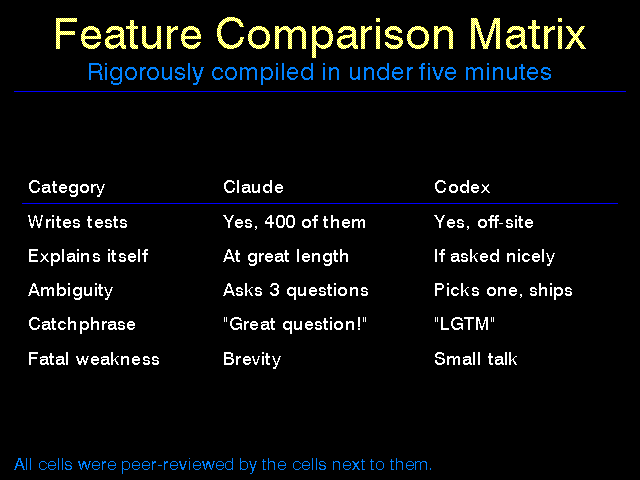 Feature Comparison Matrix
Rigorously compiled in under five minutes
Category Claude Codex
Writes tests Yes, 400 of them Yes, off-site
Explains itself At great length If asked nicely
Ambiguity Asks 3 questions Picks one, ships
Catchphrase "Great question!" "LGTM"
Fatal weakness Brevity Small talk
All cells were peer-reviewed by the cells next to them.